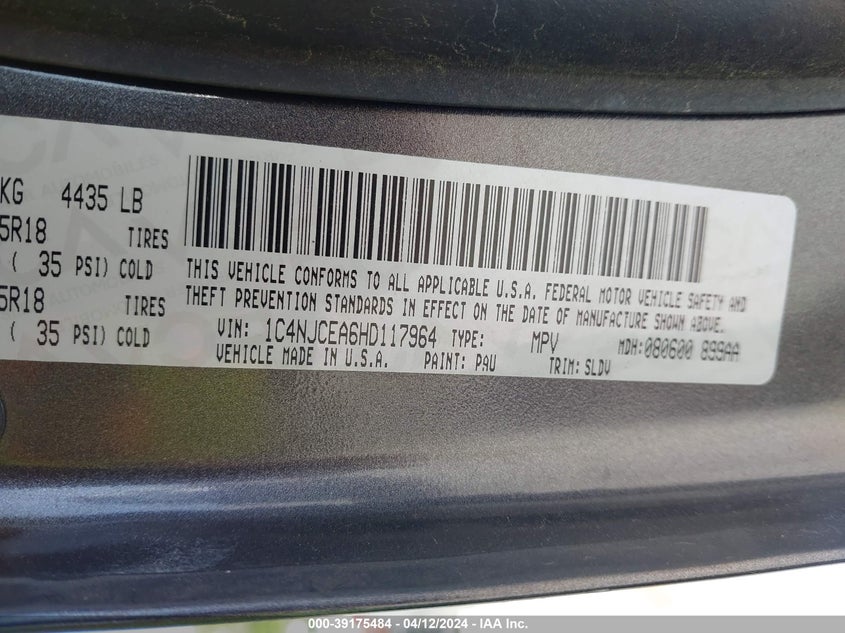 KG 4435 LB
5R18 TIRES
( 35 PSI) COLD
5R18 TIRES
( 35 PSI) COLD
THIS VEHICLE CONFORMS TO ALL APPLICABLE U.S.A. FEDERAL MOTOR VEHICLE SAFETY AND
THEFT PREVENTION STANDARDS IN EFFECT ON THE DATE OF MANUFACTURE SHOWN ABOVE.
VIN: 1C4NJCEA6HD117964 TYPE: MPV MDH:080600 899AA
VEHICLE MADE IN U.S.A. PAINT: PAU TRIM: SLDV
000-39175484 - 04/12/2024 - IAAI.com